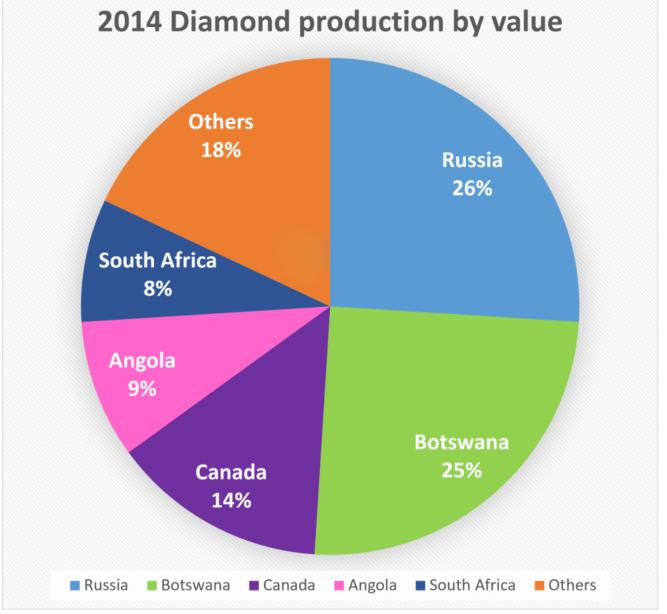 2014 Diamond production by value
Others
18%
Russia
26%
South Africa
8%
Angola
9%
Botswana
25%
Canada
14%
Russia Botswana Canada Angola South Africa Others